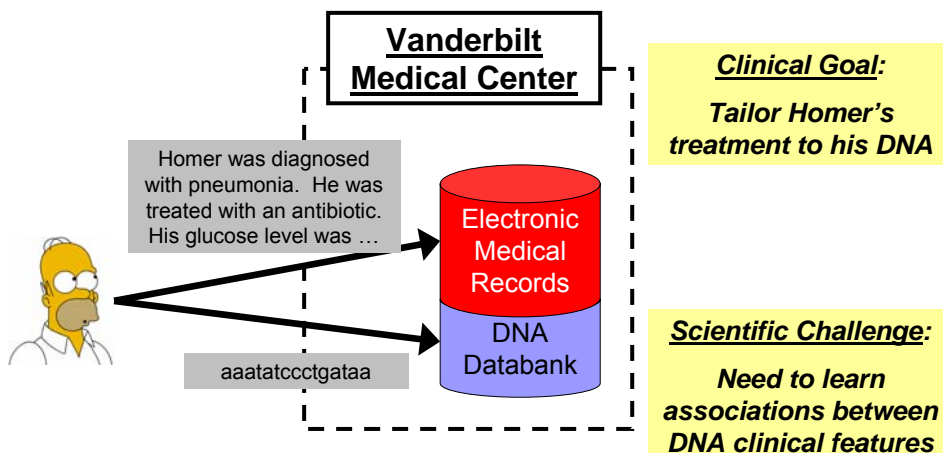 Vanderbilt
Medical Center
Clinical Goal:
Tailor Homer's
treatment to his DNA
Homer was diagnosed
with pneumonia.  He was
treated with an antibiotic.
His glucose level was …
Electronic
Medical
Records
DNA
Databank
aaatatccctgataa
Scientific Challenge:
Need to learn
associations between
DNA clinical features